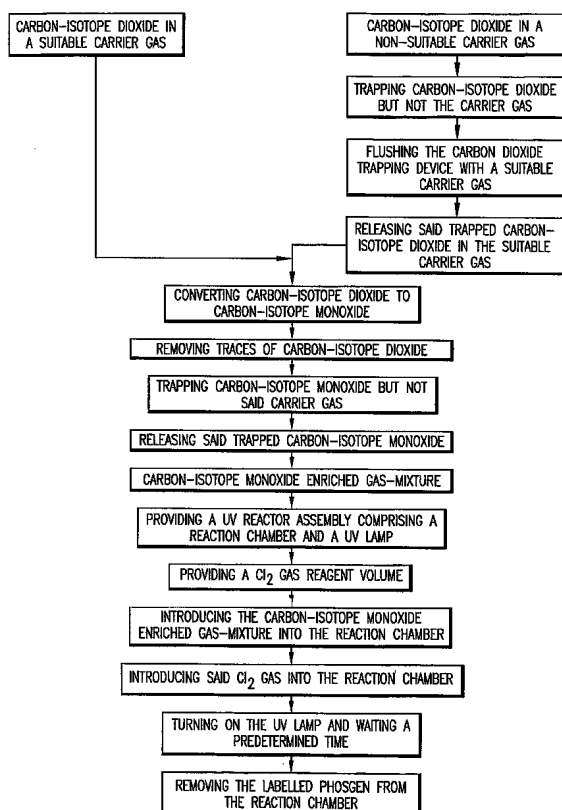 CARBON-ISOTOPE DIOXIDE IN
A SUITABLE CARRIER GAS
CARBON-ISOTOPE DIOXIDE IN A
NON-SUITABLE CARRIER GAS
TRAPPING CARBON-ISOTOPE DIOXIDE
BUT NOT THE CARRIER GAS
FLUSHING THE CARBON DIOXIDE
TRAPPING DEVICE WITH A SUITABLE
CARRIER GAS
RELEASING SAID TRAPPED CARBON-
ISOTOPE DIOXIDE IN THE SUITABLE
CARRIER GAS
CONVERTING CARBON-ISOTOPE DIOXIDE TO
CARBON-ISOTOPE MONOXIDE
REMOVING TRACES OF CARBON-ISOTOPE DIOXIDE
TRAPPING CARBON-ISOTOPE MONOXIDE BUT NOT
SAID CARRIER GAS
RELEASING SAID TRAPPED CARBON-ISOTOPE MONOXIDE
CARBON-ISOTOPE MONOXIDE ENRICHED GAS-MIXTURE
PROVIDING A UV REACTOR ASSEMBLY COMPRISING A
REACTION CHAMBER AND A UV LAMP
PROVIDING A Cl2 GAS REAGENT VOLUME
INTRODUCING THE CARBON-ISOTOPE MONOXIDE
ENRICHED GAS-MIXTURE INTO THE REACTION CHAMBER
INTRODUCING SAID Cl2 GAS INTO THE REACTION CHAMBER
TURNING ON THE UV LAMP AND WAITING A
PREDETERMINED TIME
REMOVING THE LABELLED PHOSGEN FROM
THE REACTION CHAMBER